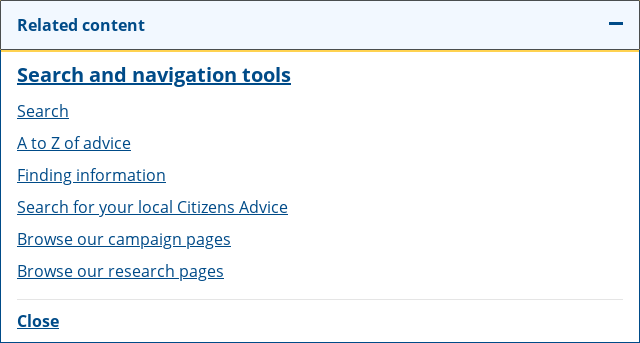 Related content
Search and navigation tools
Search
A to Z of advice
Finding information
Search for your local Citizens Advice
Browse our campaign pages
Browse our research pages
Close